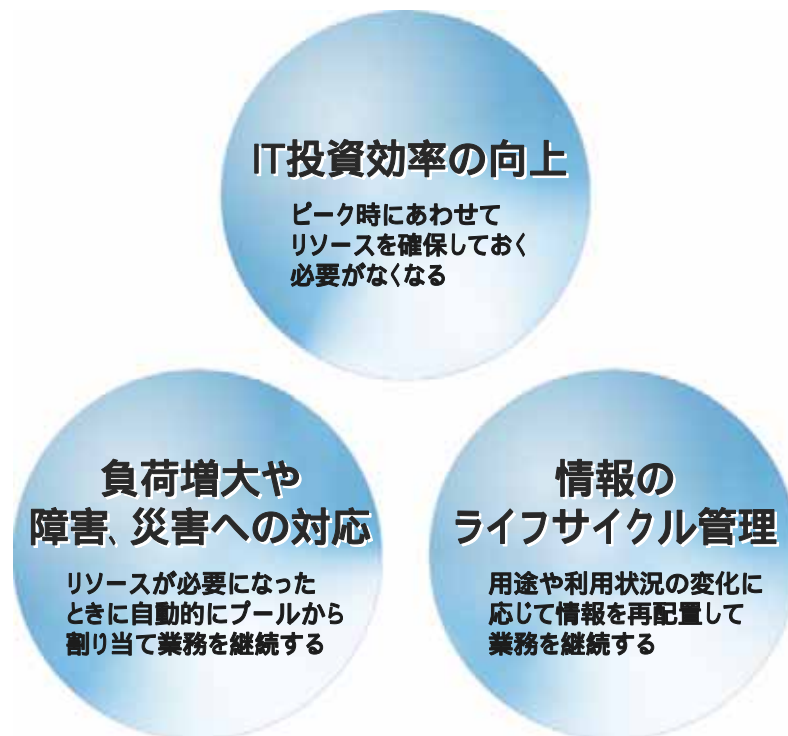 IT投資効率の向上
ピーク時にあわせて
リソースを確保しておく
必要がなくなる
負荷増大や
障害、災害への対応
リソースが必要になった
ときに自動的にプールから
割り当て業務を継続する
情報の
ライフサイクル管理
用途や利用状況の変化に
応じて情報を再配置して
業務を継続する